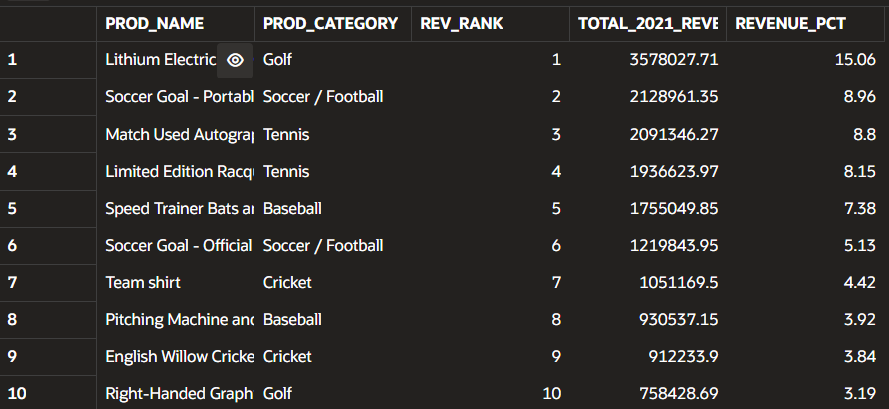 PROD_NAME PROD_CATEGORY REV_RANK TOTAL_2021_REVE REVENUE_PCT
1 Lithium Electric Golf 1 3578027.71 15.06
2 Soccer Goal - Portabl Soccer / Football 2 2128961.35 8.96
3 Match Used Autogra Tennis 3 2091346.27 8.8
4 Limited Edition Racq Tennis 4 1936623.97 8.15
5 Speed Trainer Bats ar Baseball 5 1755049.85 7.38
6 Soccer Goal - Official Soccer / Football 6 1219843.95 5.13
7 Team shirt Cricket 7 1051169.5 4.42
8 Pitching Machine and Baseball 8 930537.15 3.92
9 English Willow Cricke Cricket 9 912233.9 3.84
10 Right-Handed Graph Golf 10 758428.69 3.19